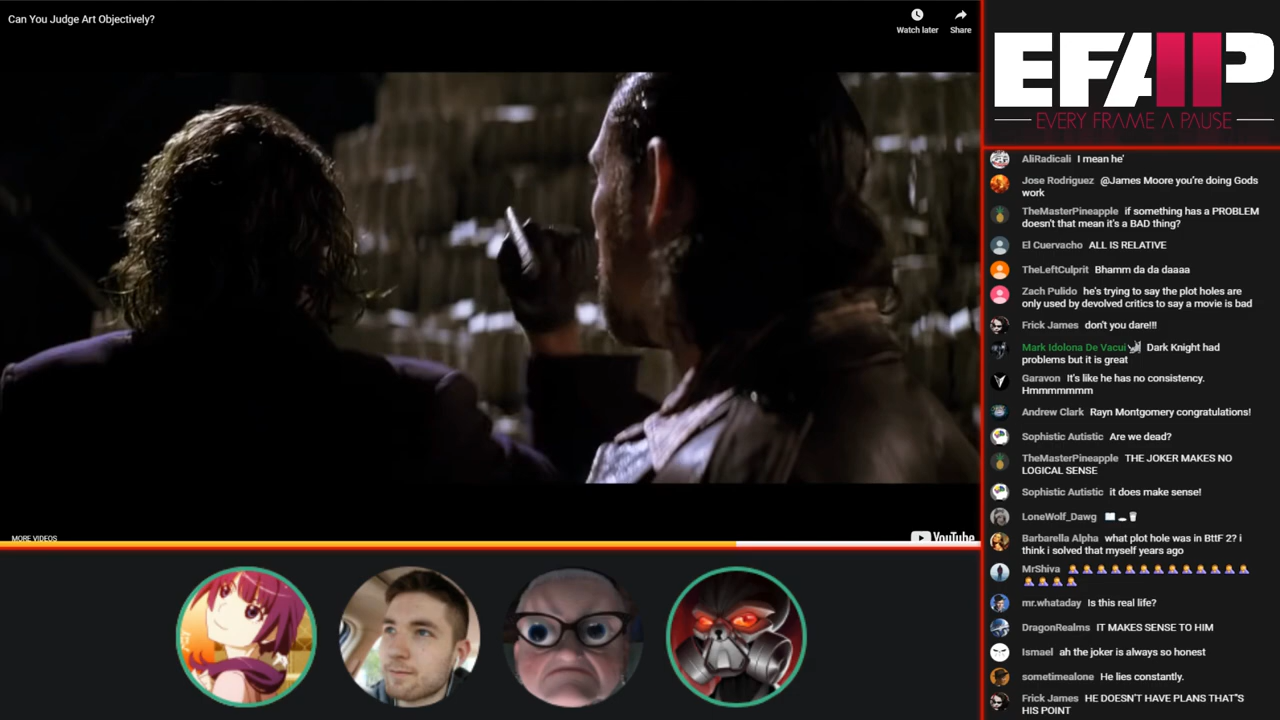 Can You Judge Art Objectively?
Watch later
Share
MORE VIDEOS
YouTube
EFAP
EVERY FRAME A PAUSE
AliRadicali I mean he'
Jose Rodriguez @James Moore you're doing Gods
work
TheMasterPineapple if something has a PROBLEM
doesn't that mean it's a BAD thing?
El Cuervacho ALL IS RELATIVE
TheLeftCulprit Bhamm da da daaaa
Zach Pulido he's trying to say the plot holes are
only used by devolved critics to say a movie is bad
Frick James don't you dare!!!
Mark Idolona De Vacui Dark Knight had
problems but it is great
Garavon It's like he has no consistency.
Hmmmmmmm
Andrew Clark Rayn Montgomery congratulations!
Sophistic Autistic Are we dead?
TheMasterPineapple THE JOKER MAKES NO
LOGICAL SENSE
Sophistic Autistic it does make sense!
LoneWolf_Dawg
Barbarella Alpha what plot hole was in BttF 2? i
think i solved that myself years ago
MrShiva
mr.whataday Is this real life?
DragonRealms IT MAKES SENSE TO HIM
Ismael ah the joker is always so honest
sometimealone He lies constantly.
Frick James HE DOESN'T HAVE PLANS THAT"S
HIS POINT